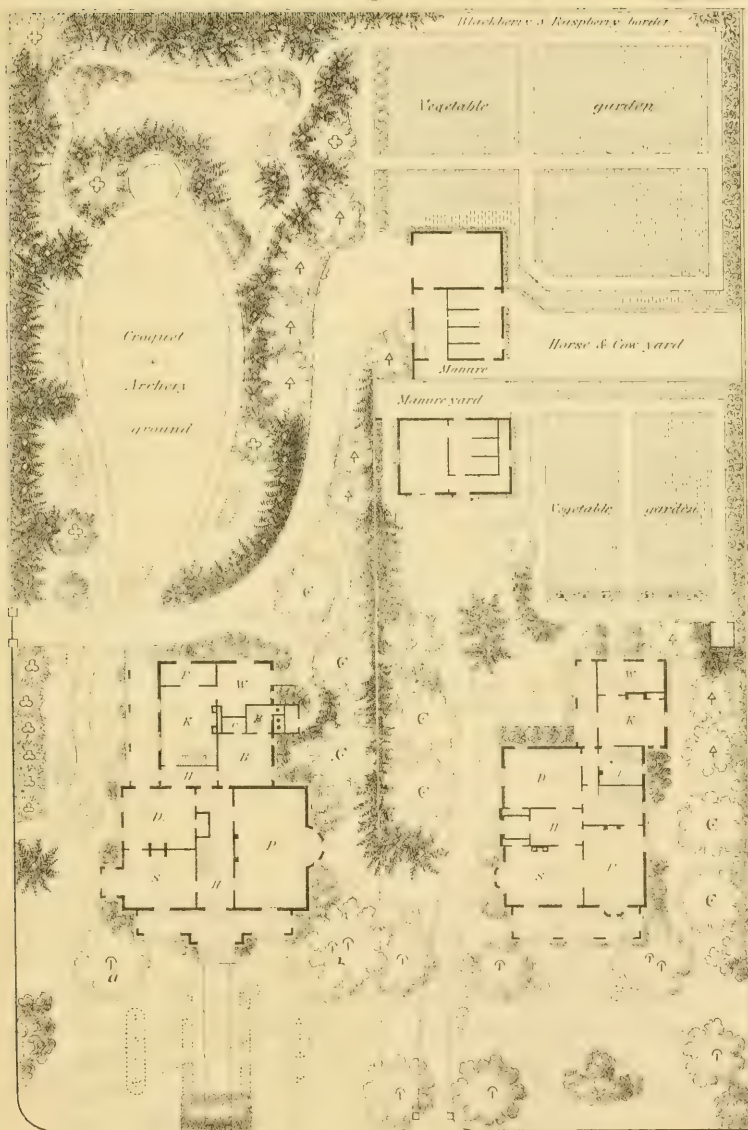 Blackberry & Raspberry border
Vegetable garden
Croquet
Archery
ground
Horse & Cow yard
Manure
Manure yard
Vegetable garden
P
W
W
K
K
B
H
D
P
D
H
S
H
S
P
a